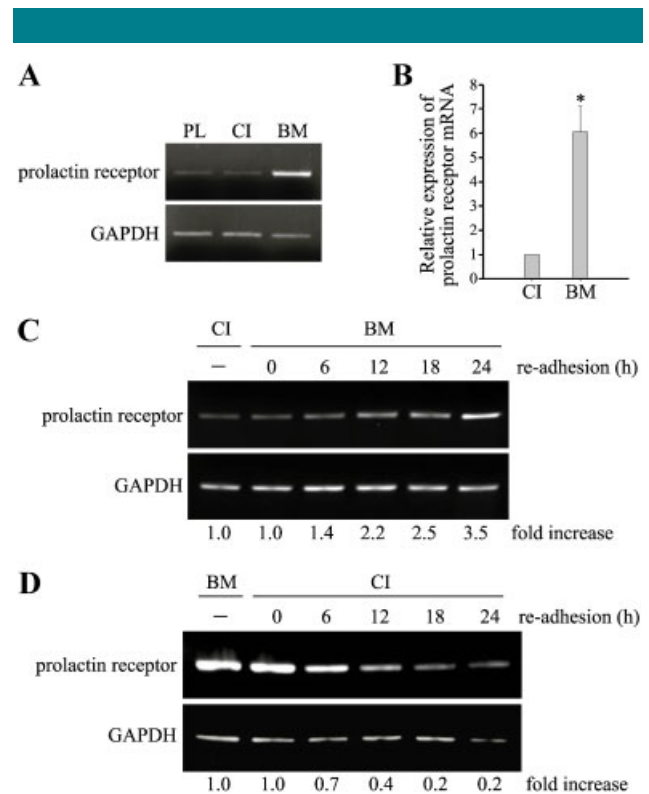 A
PL CI BM
prolactin receptor
GAPDH
B
Relative expression of
prolactin receptor mRNA
8
7
6
5
4
3
2
1
0
*
CI BM
C
CI BM
– 0 6 12 18 24 re-adhesion (h)
prolactin receptor
GAPDH
1.0 1.0 1.4 2.2 2.5 3.5 fold increase
D
BM CI
– 0 6 12 18 24 re-adhesion (h)
prolactin receptor
GAPDH
1.0 1.0 0.7 0.4 0.2 0.2 fold increase